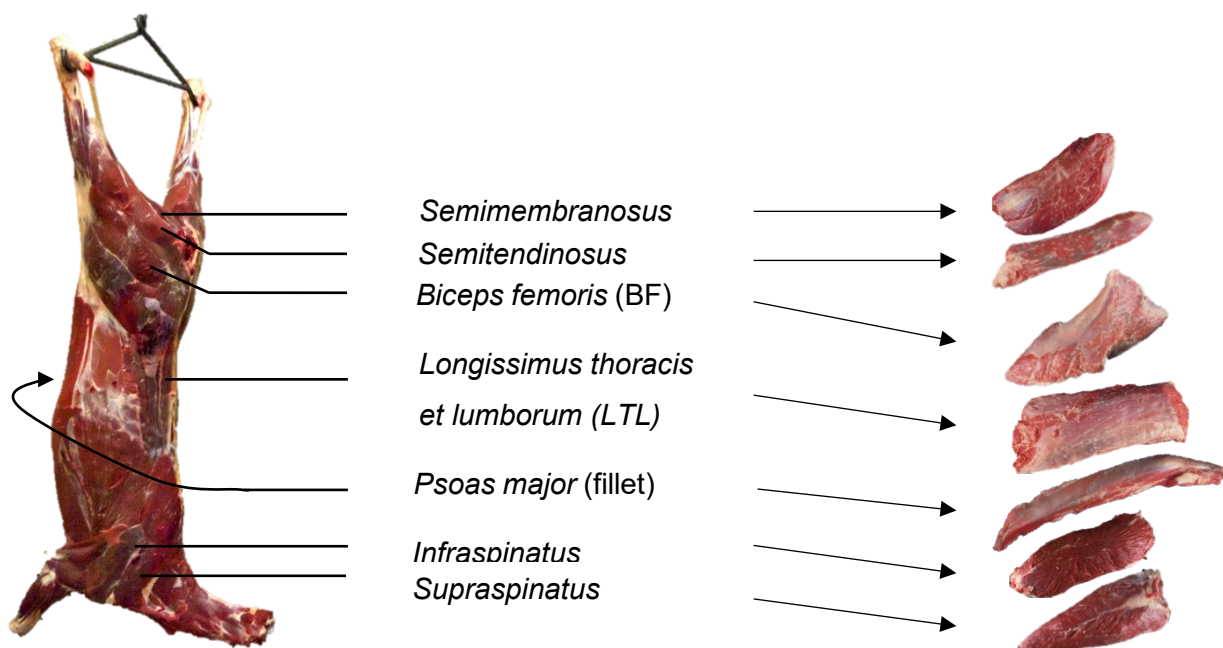 Semimembranosus
Semitendinosus
Biceps femoris (BF)
Longissimus thoracis
et lumborum (LTL)
Psoas major (fillet)
Infraspinatus
Supraspinatus